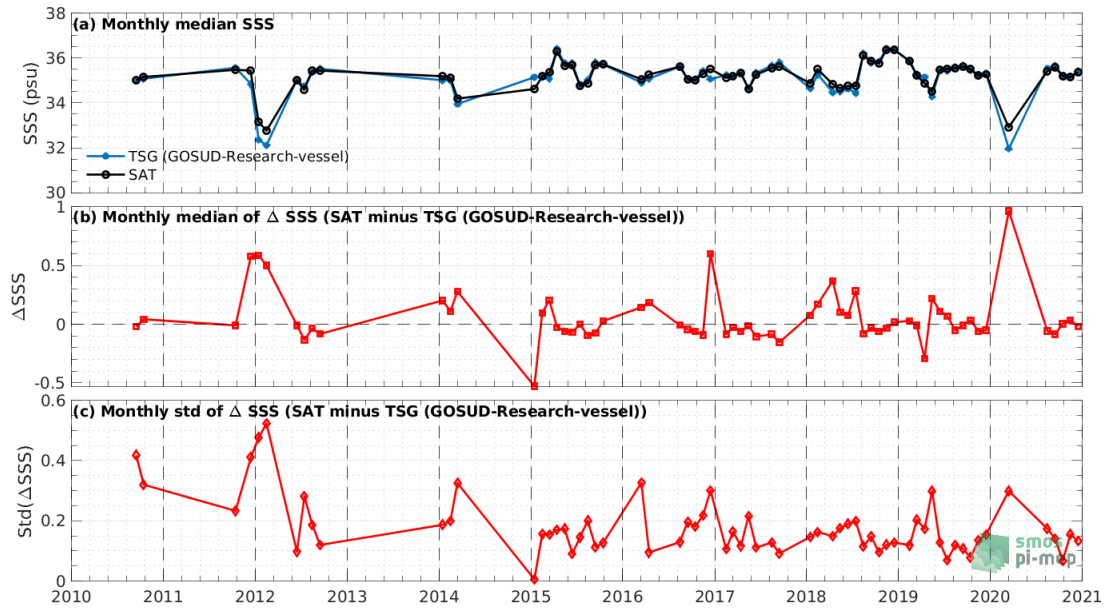 (a) Monthly median SSS
38
36
34
32
30
SSS (psu)
TSG (GOSUD-Research-vessel)
SAT
(b) Monthly median of Δ SSS (SAT minus TSG (GOSUD-Research-vessel))
1
0.5
0
-0.5
ΔSSS
(c) Monthly std of Δ SSS (SAT minus TSG (GOSUD-Research-vessel))
0.6
0.4
0.2
0
Std(ΔSSS)
smos
pi-mep
2010 2011 2012 2013 2014 2015 2016 2017 2018 2019 2020 2021